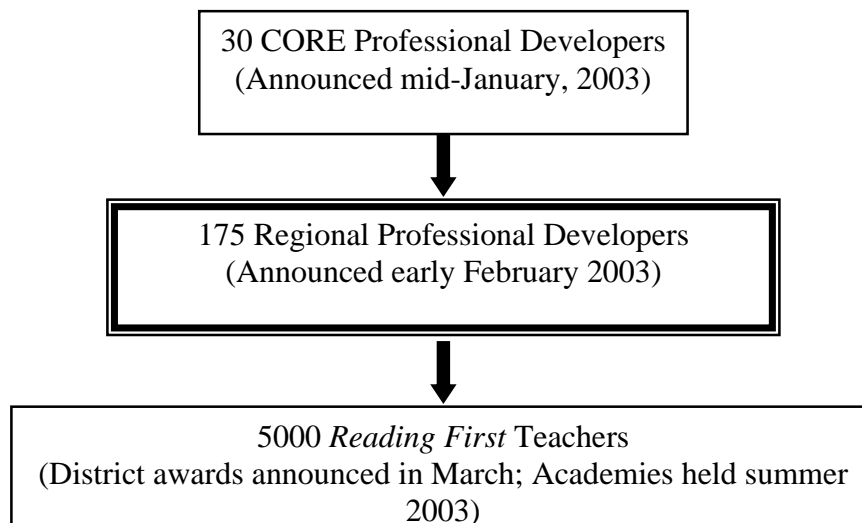 30 CORE Professional Developers
(Announced mid-January, 2003)
175 Regional Professional Developers
(Announced early February 2003)
5000 Reading First Teachers
(District awards announced in March; Academies held summer
2003)